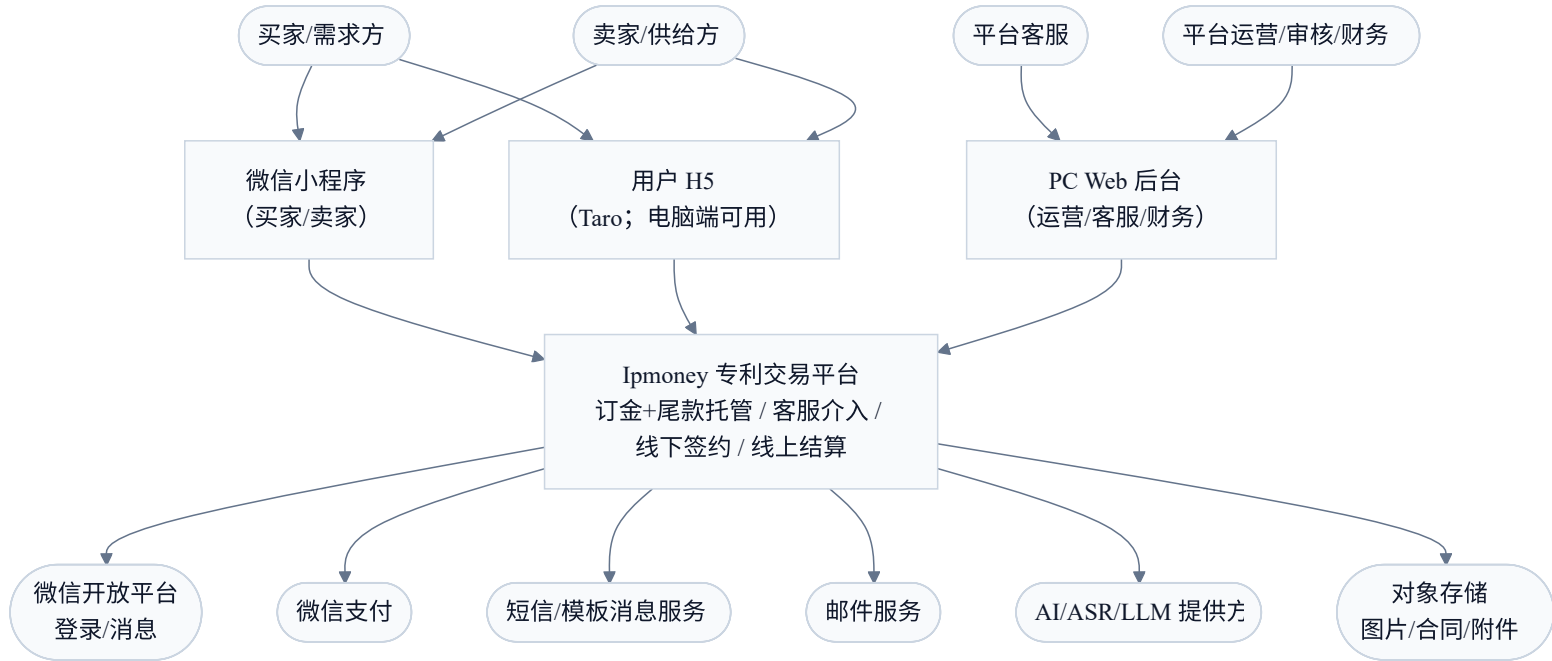 买家/需求方
卖家/供给方
平台客服
平台运营/审核/财务
微信小程序
（买家/卖家）
用户 H5
（Taro；电脑端可用）
PC Web 后台
（运营/客服/财务）
Ipmoney 专利交易平台
订金+尾款托管 / 客服介入 /
线下签约 / 线上结算
微信开放平台
登录/消息
微信支付
短信/模板消息服务
邮件服务
AI/ASR/LLM 提供方
对象存储
图片/合同/附件